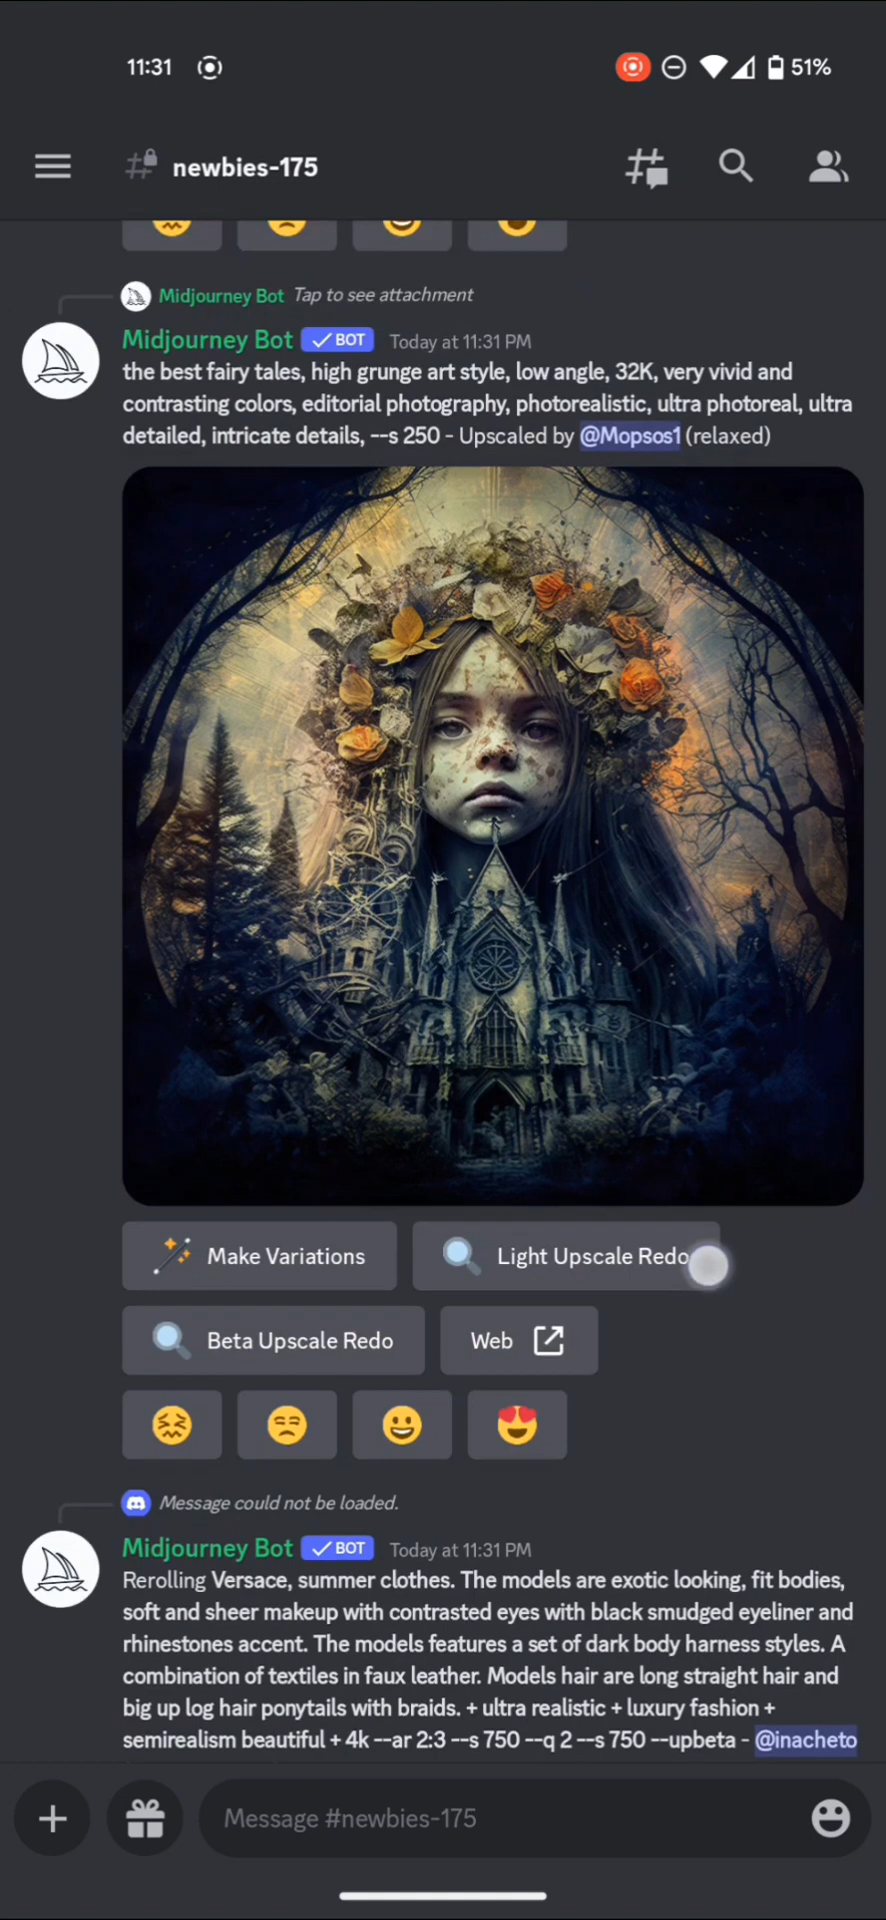 11:31
51%
newbies-175
Midjourney Bot Tap to see attachment
Midjourney Bot BOT Today at 11:31 PM
the best fairy tales, high grunge art style, low angle, 32K, very vivid and
contrasting colors, editorial photography, photorealistic, ultra photoreal, ultra
detailed, intricate details, --s 250 - Upscaled by @Mopsos1 (relaxed)
Make Variations
Light Upscale Redo
Beta Upscale Redo
Web
Message could not be loaded.
Midjourney Bot BOT Today at 11:31 PM
Rerolling Versace, summer clothes. The models are exotic looking, fit bodies,
soft and sheer makeup with contrasted eyes with black smudged eyeliner and
rhinestones accent. The models features a set of dark body harness styles. A
combination of textiles in faux leather. Models hair are long straight hair and
big up log hair ponytails with braids. + ultra realistic + luxury fashion +
semirealism beautiful + 4k --ar 2:3 --s 750 --q 2 --s 750 --upbeta - @inacheto
Message #newbies-175